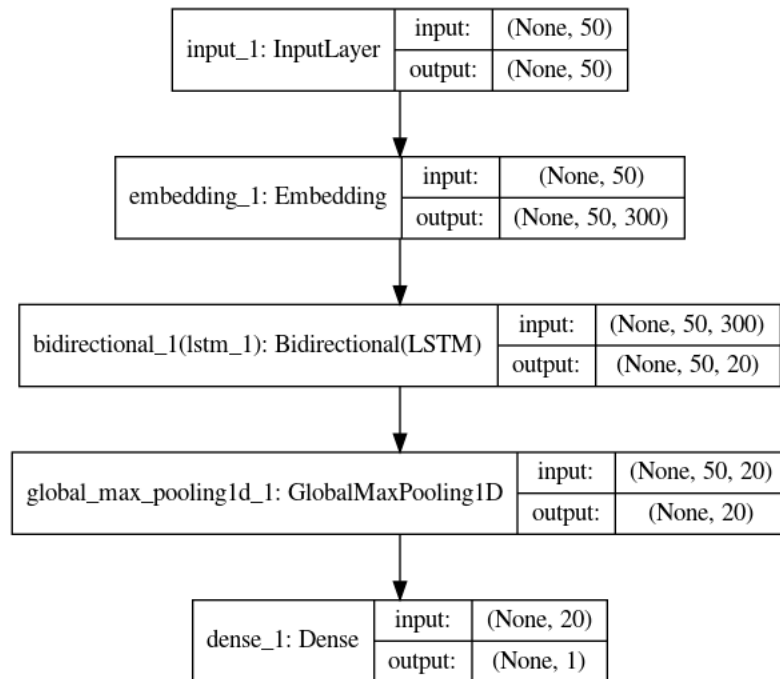 input_1: InputLayer
input: (None, 50)
output: (None, 50)
embedding_1: Embedding
input: (None, 50)
output: (None, 50, 300)
bidirectional_1(lstm_1): Bidirectional(LSTM)
input: (None, 50, 300)
output: (None, 50, 20)
global_max_pooling1d_1: GlobalMaxPooling1D
input: (None, 50, 20)
output: (None, 20)
dense_1: Dense
input: (None, 20)
output: (None, 1)